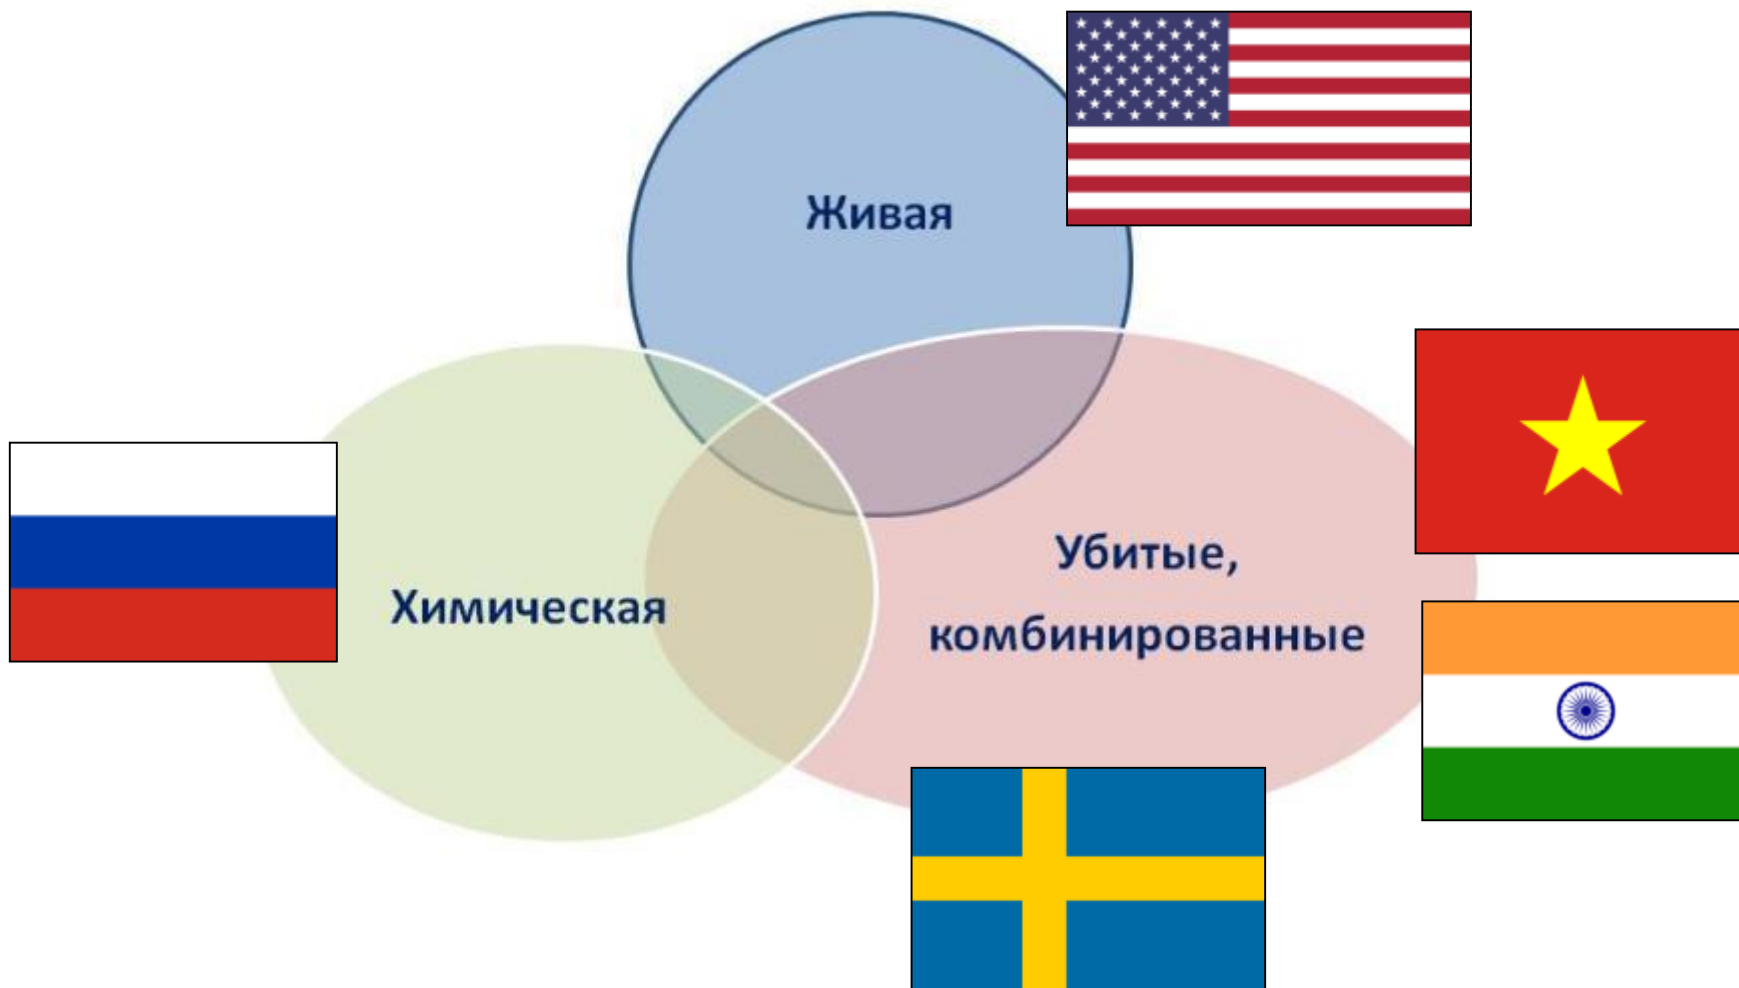 Живая
Химическая
Убитые,
комбинированные